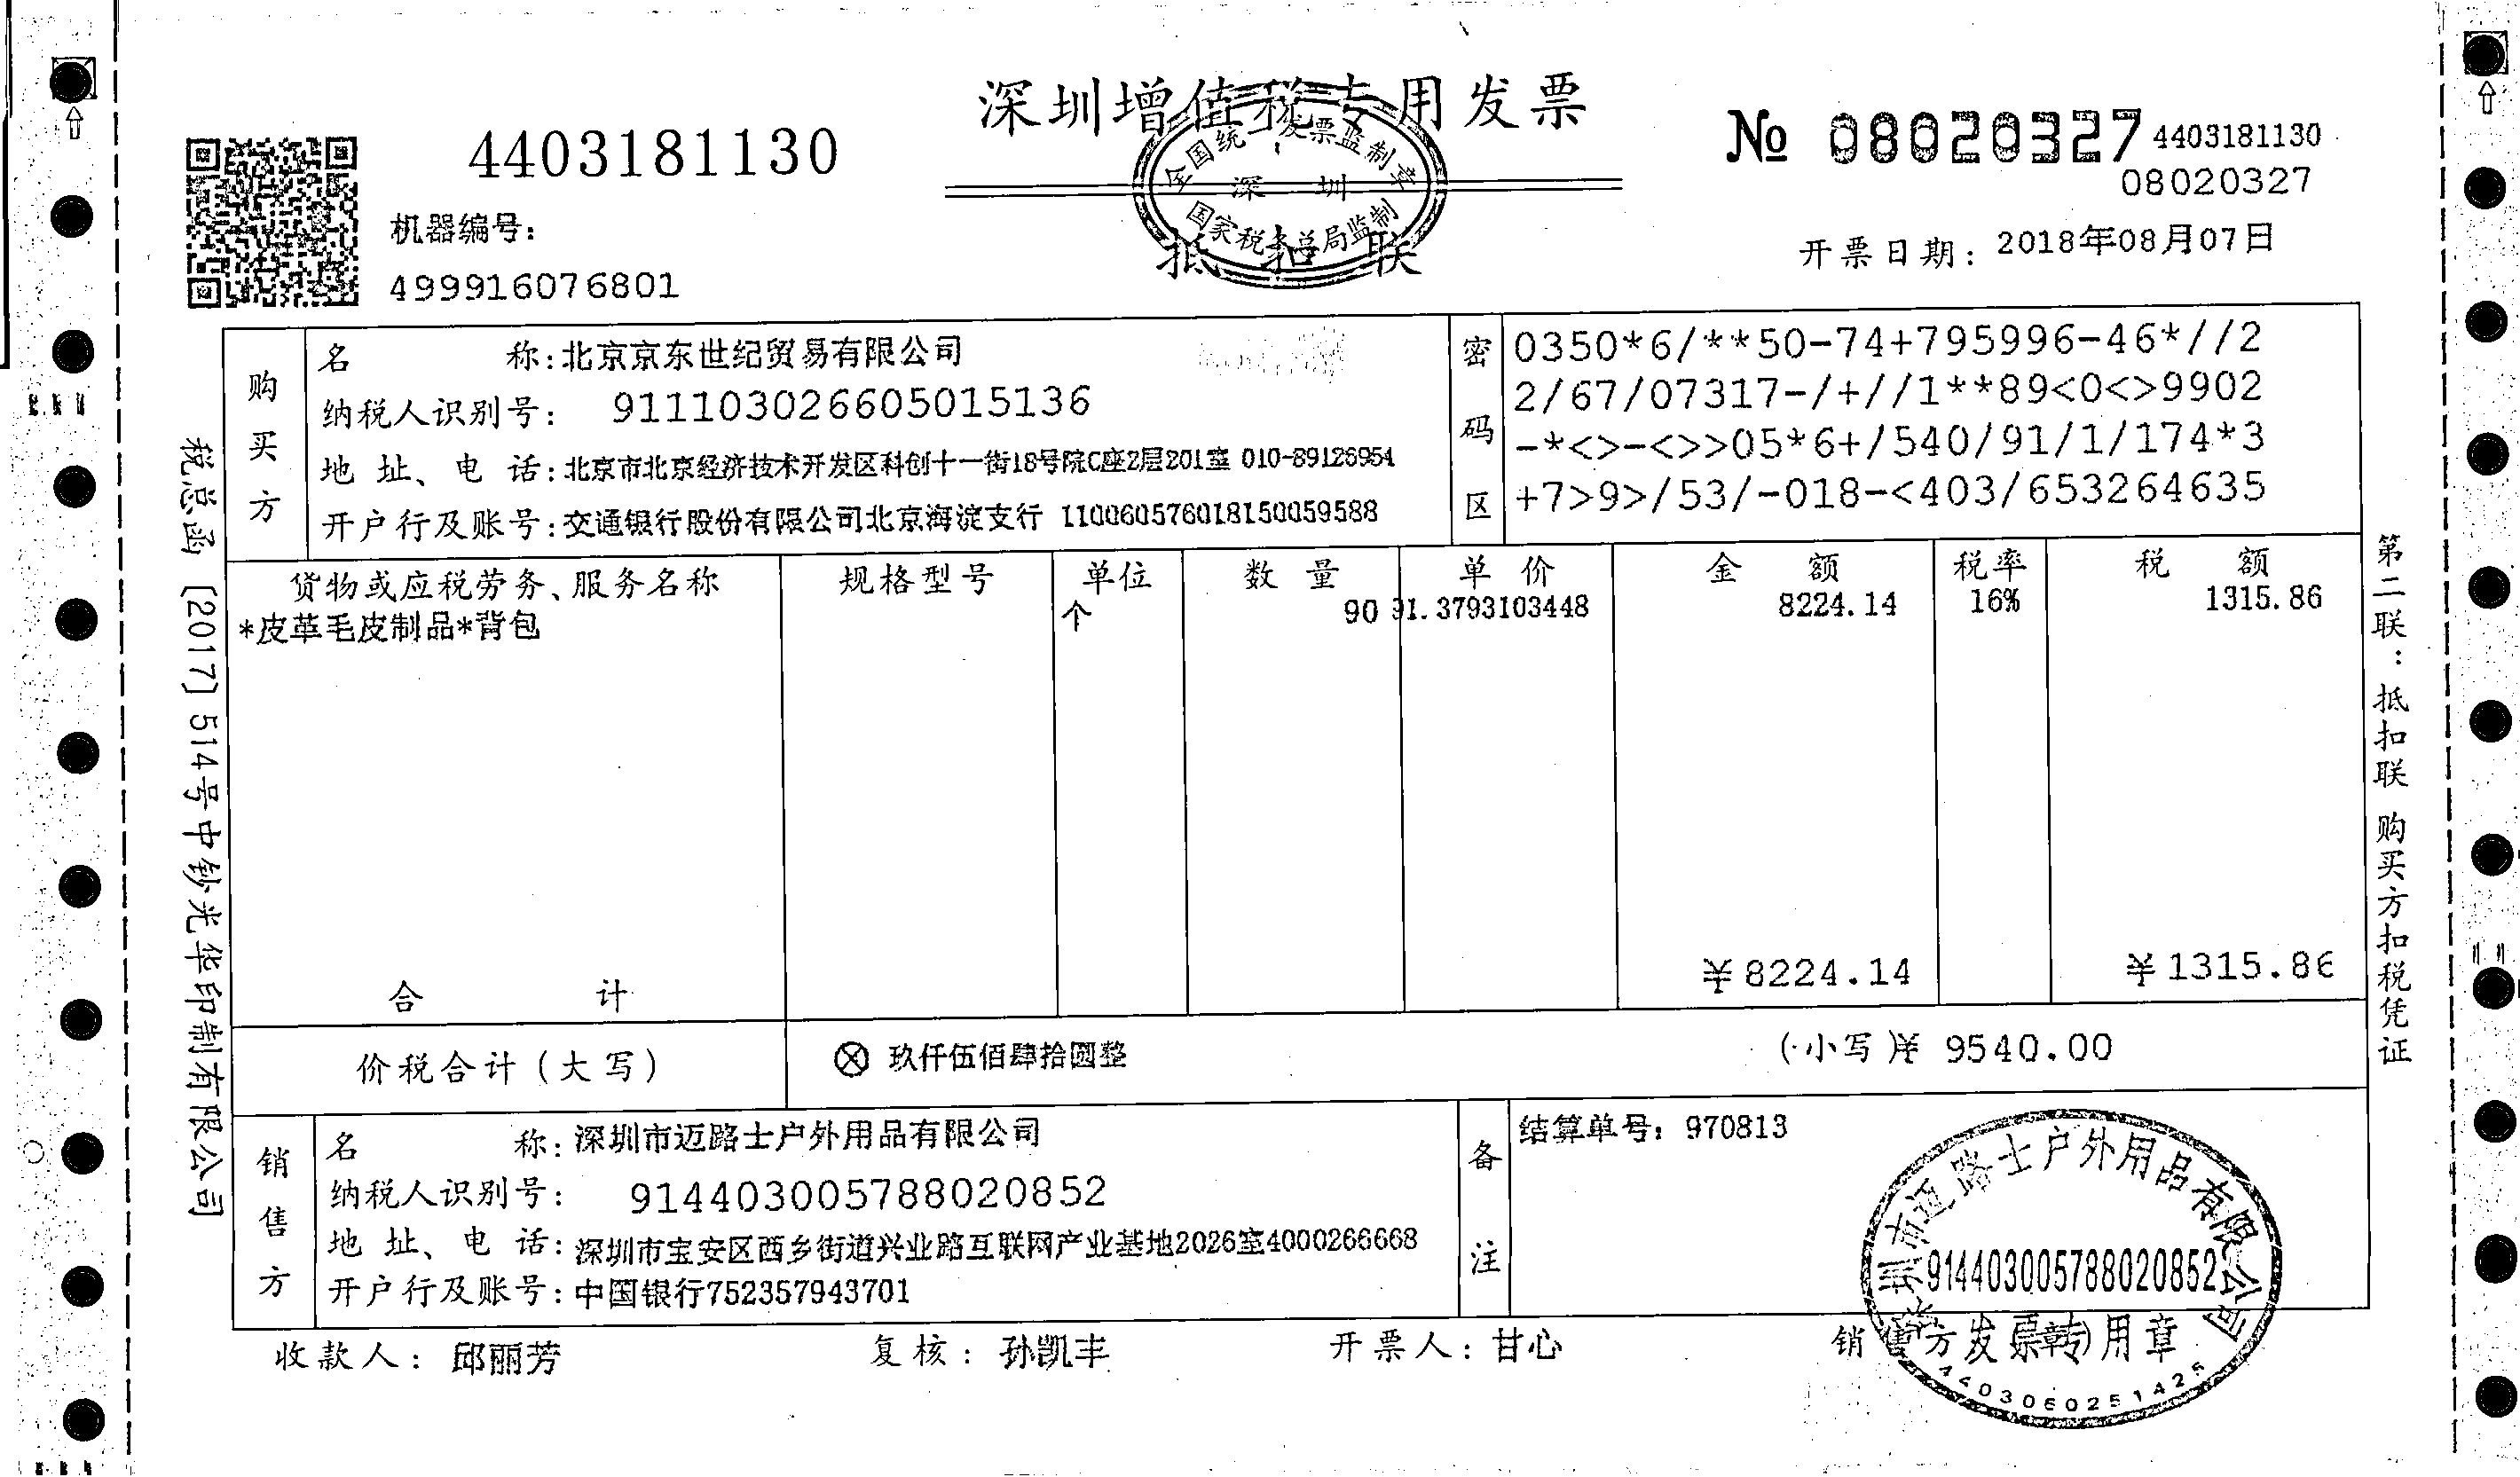 深圳增值税专用发票
4403181130
№ 08020327
4403181130
08020327
全国统一发票监制章
深 圳
国家税务总局监制
抵 扣 联
机器编号:
499916076801
开票日期: 2018年08月07日
购买方
名 称:北京京东世纪贸易有限公司
纳税人识别号: 911103026605015136
地 址、电 话:北京市北京经济技术开发区科创十一街18号院C座2层201室 010-89126954
开户行及账号:交通银行股份有限公司北京海淀支行 110060576018150059588
密码区
0350*6/**50-74+795996-46*//2
2/67/07317-/+//1**89<0<>9902
-*<>-<>>05*6+/540/91/1/174*3
+7>9>/53/-018-<403/653264635
货物或应税劳务、服务名称 规格型号 单位 数 量 单 价 金 额 税率 税 额
*皮革毛皮制品*背包 个 90 91.3793103448 8224.14 16% 1315.86
合 计 ¥8224.14 ¥1315.86
价税合计(大写) ⊗ 玖仟伍佰肆拾圆整 (小写)¥ 9540.00
销售方
名 称:深圳市迈路士户外用品有限公司
纳税人识别号: 914403005788020852
地 址、电 话:深圳市宝安区西乡街道兴业路互联网产业基地2026室4000266668
开户行及账号:中国银行752357943701
备注
结算单号: 970813
收款人: 邱丽芳 复核: 孙凯丰 开票人: 甘心 销售方:(章)
深圳市迈路士户外用品有限公司
914403005788020852
发票专用章
税总函〔2017〕514号中钞光华印制有限公司
第二联:抵扣联 购买方扣税凭证